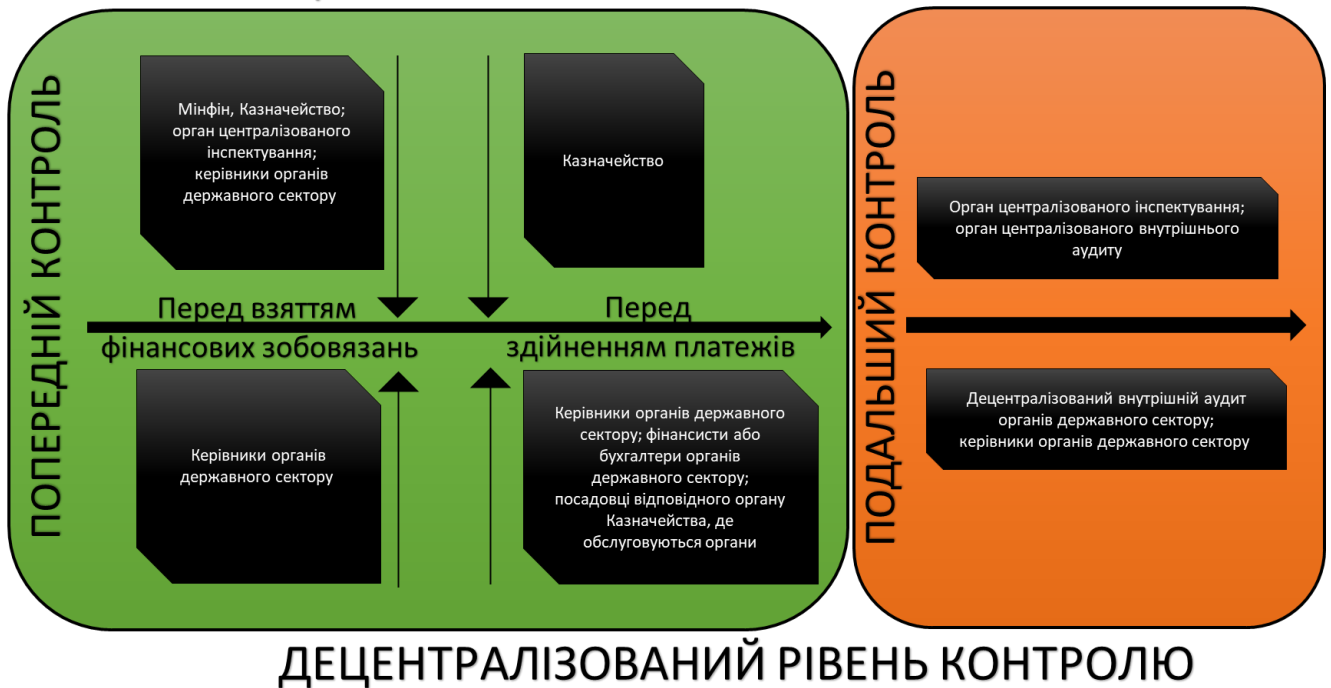 ПОПЕРЕДНІЙ КОНТРОЛЬ
Мінфін, Казначейство;
орган централізованого
інспектування;
керівники органів
державного сектору
Казначейство
Перед взяттям
фінансових зобовязань
Перед
здійненням платежів
Керівники органів
державного сектору
Керівники органів державного
сектору; фінансисти або
бухгалтери органів
державного сектору;
посадовці відповідного органу
Казначейства, де
обслуговуються органи
ПОДАЛЬШИЙ КОНТРОЛЬ
Орган централізованого інспектування;
орган централізованого внутрішнього
аудиту
Децентралізований внутрішній аудит
органів державного сектору;
керівники органів державного сектору
ДЕЦЕНТРАЛІЗОВАНИЙ РІВЕНЬ КОНТРОЛЮ